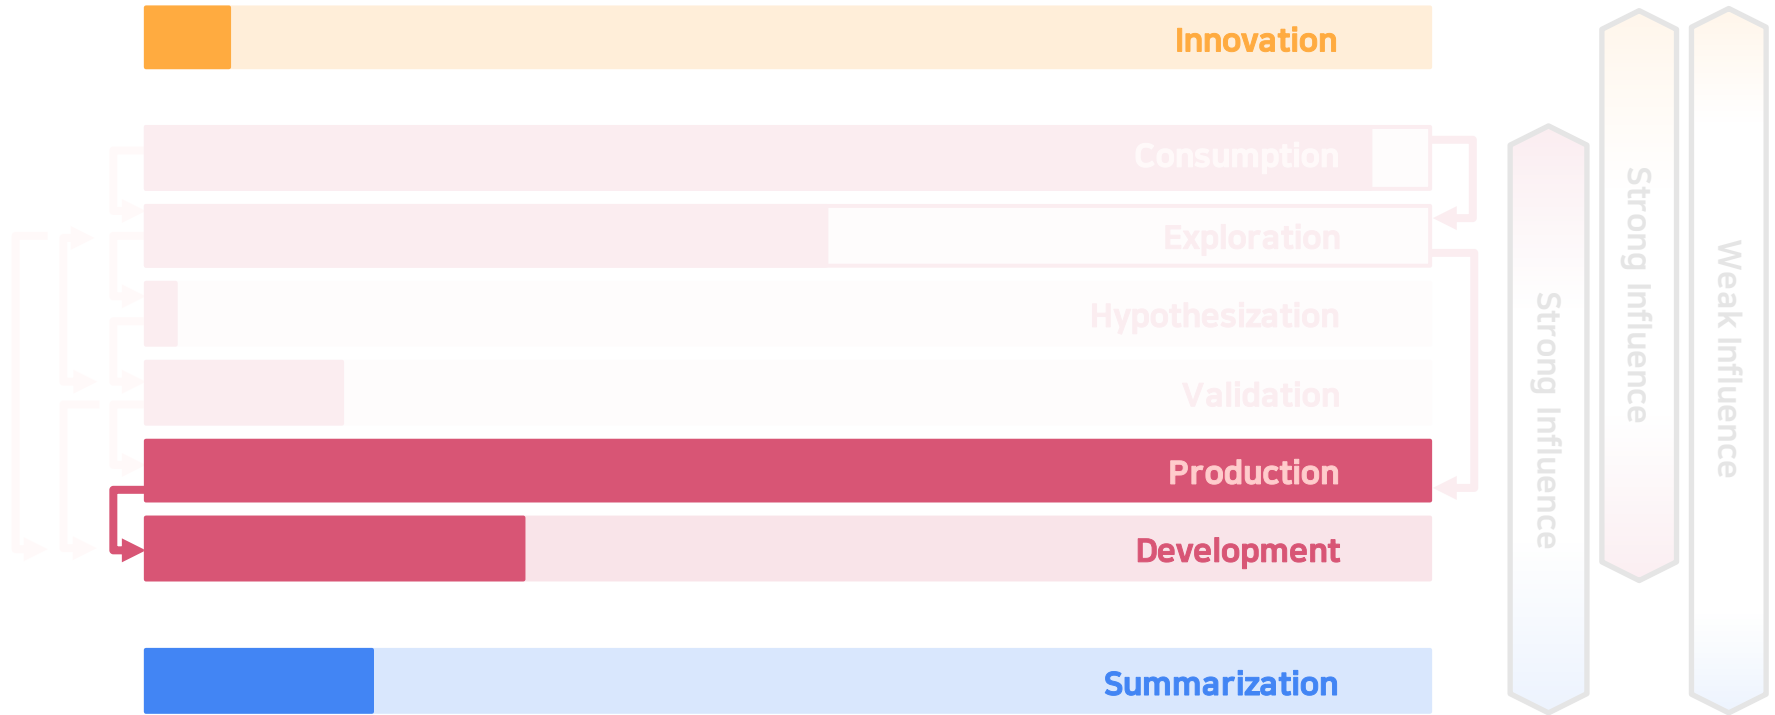 Innovation
Consumption
Exploration
Hypothesization
Validation
Production
Development
Summarization
Strong Influence
Strong Influence
Weak Influence